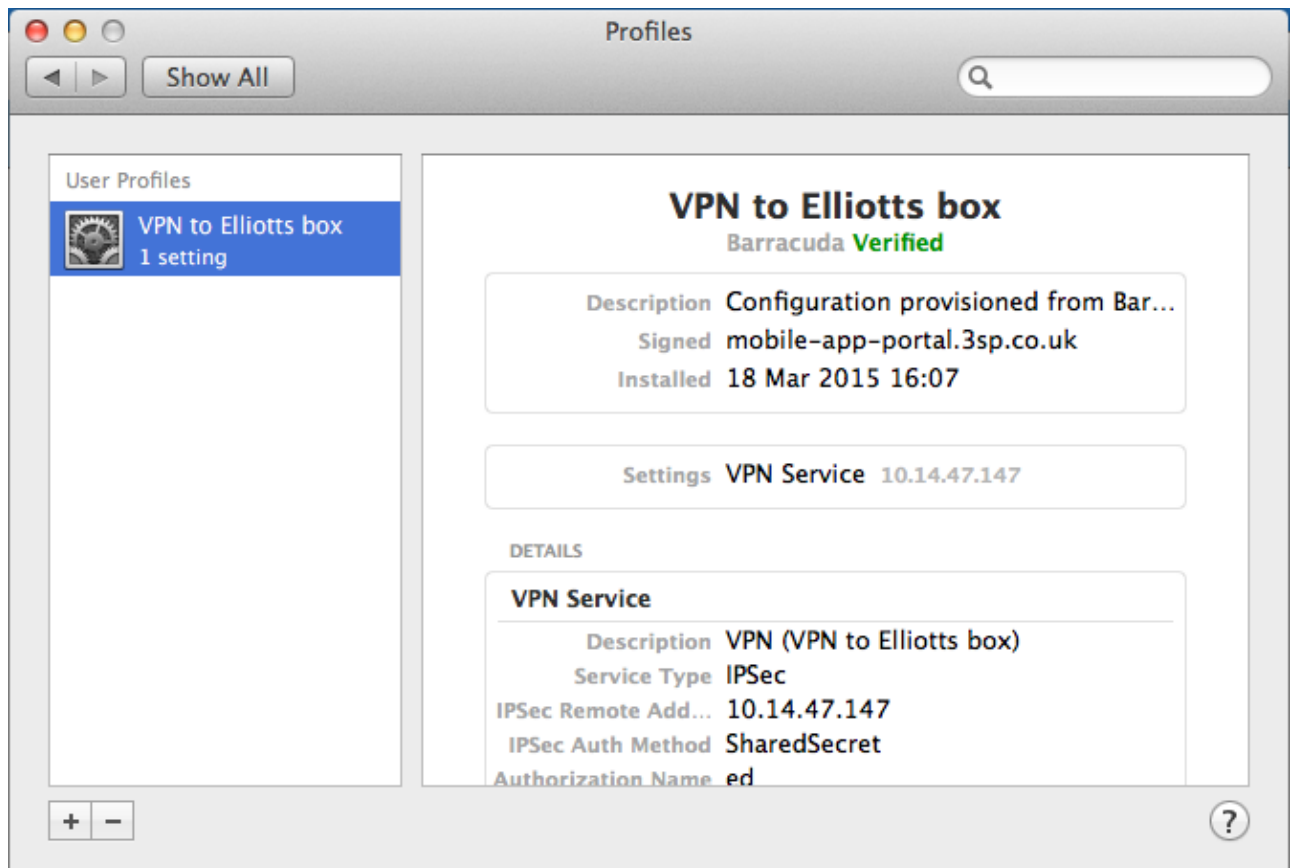 Profiles
Show All
User Profiles
VPN to Elliotts box
1 setting
VPN to Elliotts box
Barracuda Verified
Description Configuration provisioned from Bar...
Signed mobile-app-portal.3sp.co.uk
Installed 18 Mar 2015 16:07
Settings VPN Service 10.14.47.147
DETAILS
VPN Service
Description VPN (VPN to Elliotts box)
Service Type IPSec
IPSec Remote Add... 10.14.47.147
IPSec Auth Method SharedSecret
Authorization Name ed
+ −
?